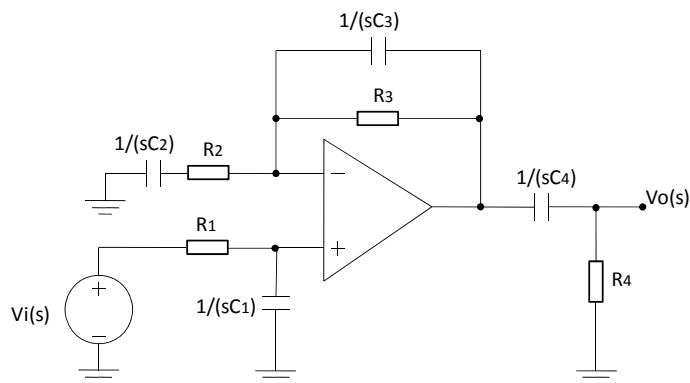 1/(sC3)
R3
1/(sC2)
R2
−
1/(sC4)
Vo(s)
R1
+
+
1/(sC1)
R4
Vi(s)
−